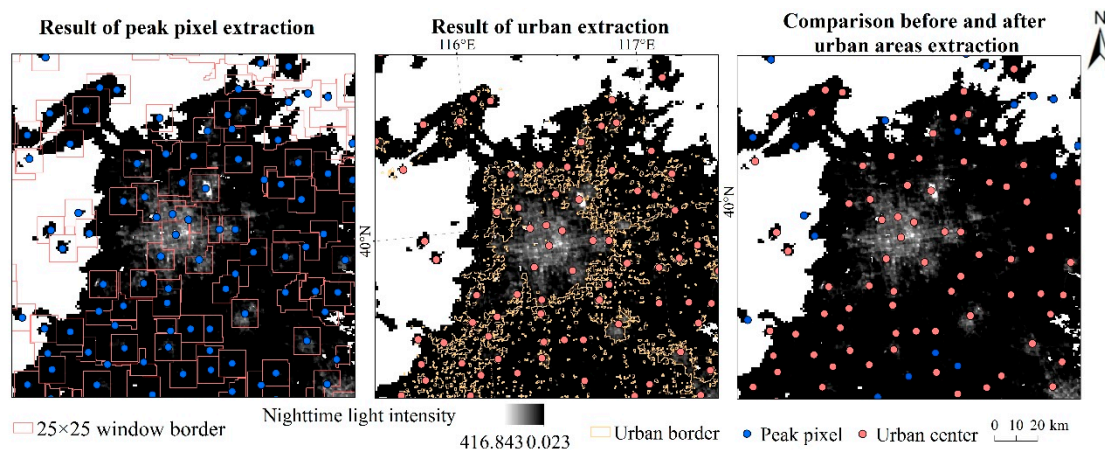 Result of peak pixel extraction
Result of urban extraction
Comparison before and after
urban areas extraction
N
116°E
117°E
40°N
40°N
Nighttime light intensity
416.843 0.023
25×25 window border
Urban border
Peak pixel
Urban center
0 10 20 km